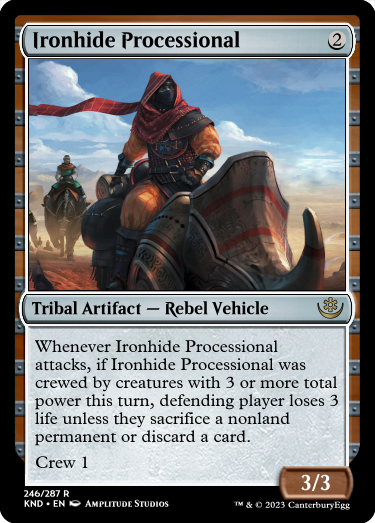 Ironhide Processional 2
Tribal Artifact — Rebel Vehicle
Whenever Ironhide Processional
attacks, if Ironhide Processional was
crewed by creatures with 3 or more total
power this turn, defending player loses 3
life unless they sacrifice a nonland
permanent or discard a card.
Crew 1
3/3
246/287 R
KND • EN Amplitude Studios
™ & © 2023 CanterburyEgg